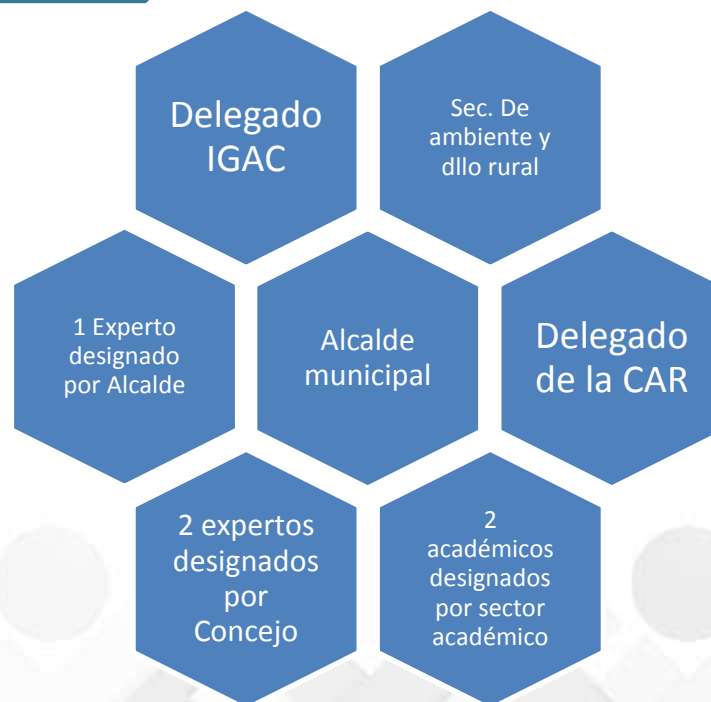 Delegado
IGAC
Sec. De
ambiente y
dllo rural
1 Experto
designado
por Alcalde
Alcalde
municipal
Delegado
de la CAR
2 expertos
designados
por
Concejo
2
académicos
designados
por sector
académico